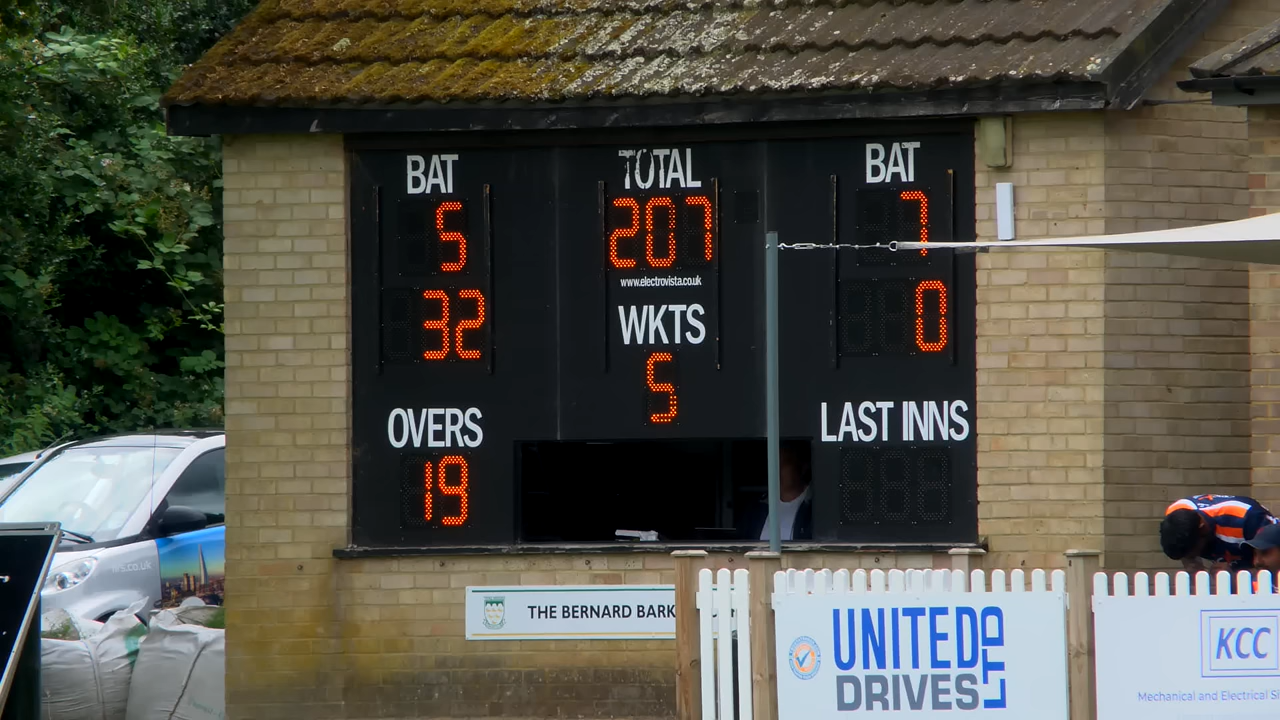 BAT TOTAL BAT
5 207 7
www.electrovista.co.uk
32 WKTS 0
5
OVERS LAST INNS
19
THE BERNARD BARK
UNITED LTD
DRIVES
KCC
Mechanical and Electrical